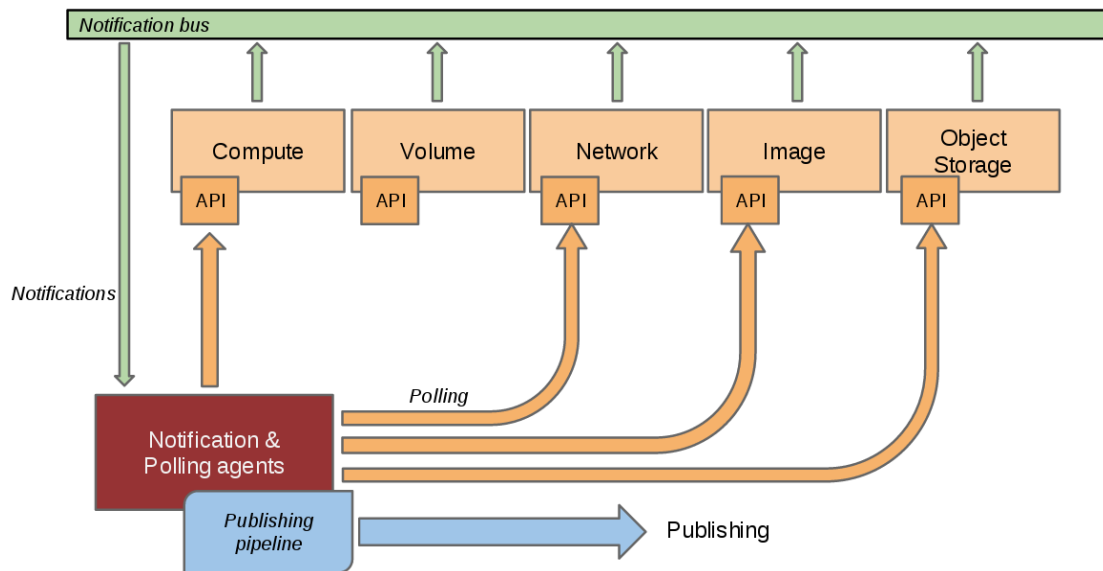 Notification bus
Compute
Volume
Network
Image
Object
Storage
API
API
API
API
API
Notifications
Polling
Notification &
Polling agents
Publishing
pipeline
Publishing